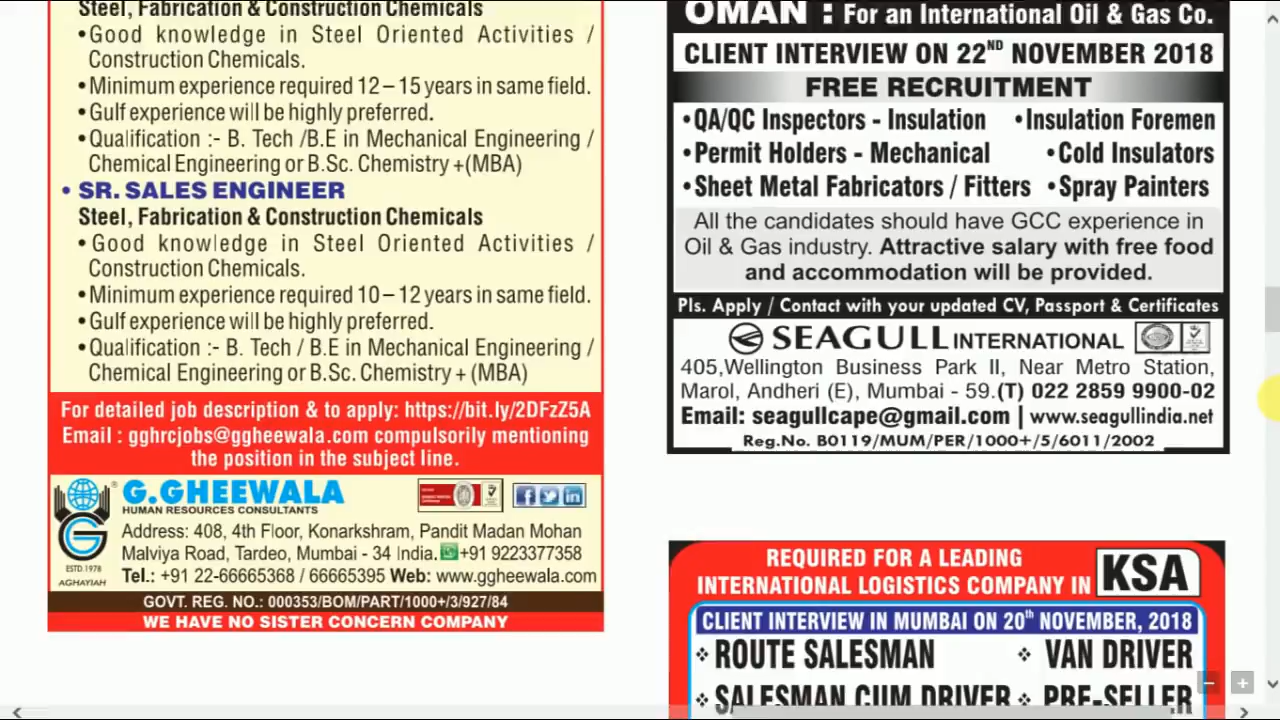 Steel, Fabrication & Construction Chemicals
•Good knowledge in Steel Oriented Activities /
Construction Chemicals.
•Minimum experience required 12 – 15 years in same field.
•Gulf experience will be highly preferred.
•Qualification :- B. Tech /B.E in Mechanical Engineering /
Chemical Engineering or B.Sc. Chemistry +(MBA)
• SR. SALES ENGINEER
Steel, Fabrication & Construction Chemicals
•Good knowledge in Steel Oriented Activities /
Construction Chemicals.
•Minimum experience required 10 – 12 years in same field.
•Gulf experience will be highly preferred.
•Qualification :- B. Tech / B.E in Mechanical Engineering /
Chemical Engineering or B.Sc. Chemistry + (MBA)
For detailed job description & to apply: https://bit.ly/2DFzZ5A
Email : gghrcjobs@ggheewala.com compulsorily mentioning
the position in the subject line.
G.GHEEWALA
HUMAN RESOURCES CONSULTANTS
ESTD.1978
AGHAYIAH
Address: 408, 4th Floor, Konarkshram, Pandit Madan Mohan
Malviya Road, Tardeo, Mumbai - 34 India. +91 9223377358
Tel.: +91 22-66665368 / 66665395 Web: www.ggheewala.com
GOVT. REG. NO.: 000353/BOM/PART/1000+/3/927/84
WE HAVE NO SISTER CONCERN COMPANY
OMAN : For an International Oil & Gas Co.
CLIENT INTERVIEW ON 22ND NOVEMBER 2018
FREE RECRUITMENT
•QA/QC Inspectors - Insulation •Insulation Foremen
•Permit Holders - Mechanical •Cold Insulators
•Sheet Metal Fabricators / Fitters •Spray Painters
All the candidates should have GCC experience in
Oil & Gas industry. Attractive salary with free food
and accommodation will be provided.
Pls. Apply / Contact with your updated CV, Passport & Certificates
SEAGULL INTERNATIONAL
405,Wellington Business Park II, Near Metro Station,
Marol, Andheri (E), Mumbai - 59.(T) 022 2859 9900-02
Email: seagullcape@gmail.com | www.seagullindia.net
Reg.No. B0119/MUM/PER/1000+/5/6011/2002
REQUIRED FOR A LEADING
INTERNATIONAL LOGISTICS COMPANY IN KSA
CLIENT INTERVIEW IN MUMBAI ON 20th NOVEMBER, 2018
❖ ROUTE SALESMAN ❖ VAN DRIVER
❖ SALESMAN CUM DRIVER ❖ PRE-SELLER